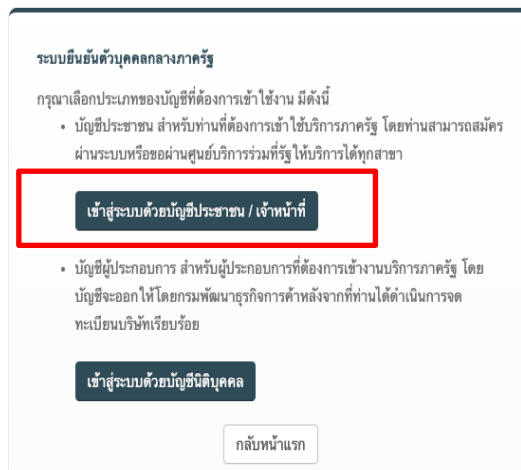 ระบบยืนยันตัวบุคคลกลางภาครัฐ
กรุณาเลือกประเภทของบัญชีที่ต้องการเข้าใช้งาน มีดังนี้
• บัญชีประชาชน สำหรับท่านที่ต้องการเข้าใช้บริการภาครัฐ โดยท่านสามารถสมัคร
ผ่านระบบหรือขอผ่านศูนย์บริการร่วมที่รัฐให้บริการได้ทุกสาขา
เข้าสู่ระบบด้วยบัญชีประชาชน / เจ้าหน้าที่
• บัญชีผู้ประกอบการ สำหรับผู้ประกอบการที่ต้องการเข้างานบริการภาครัฐ โดย
บัญชีจะออกให้โดยกรมพัฒนาธุรกิจการค้าหลังจากที่ท่านได้ดำเนินการจด
ทะเบียนบริษัทเรียบร้อย
เข้าสู่ระบบด้วยบัญชีนิติบุคคล
กลับหน้าแรก